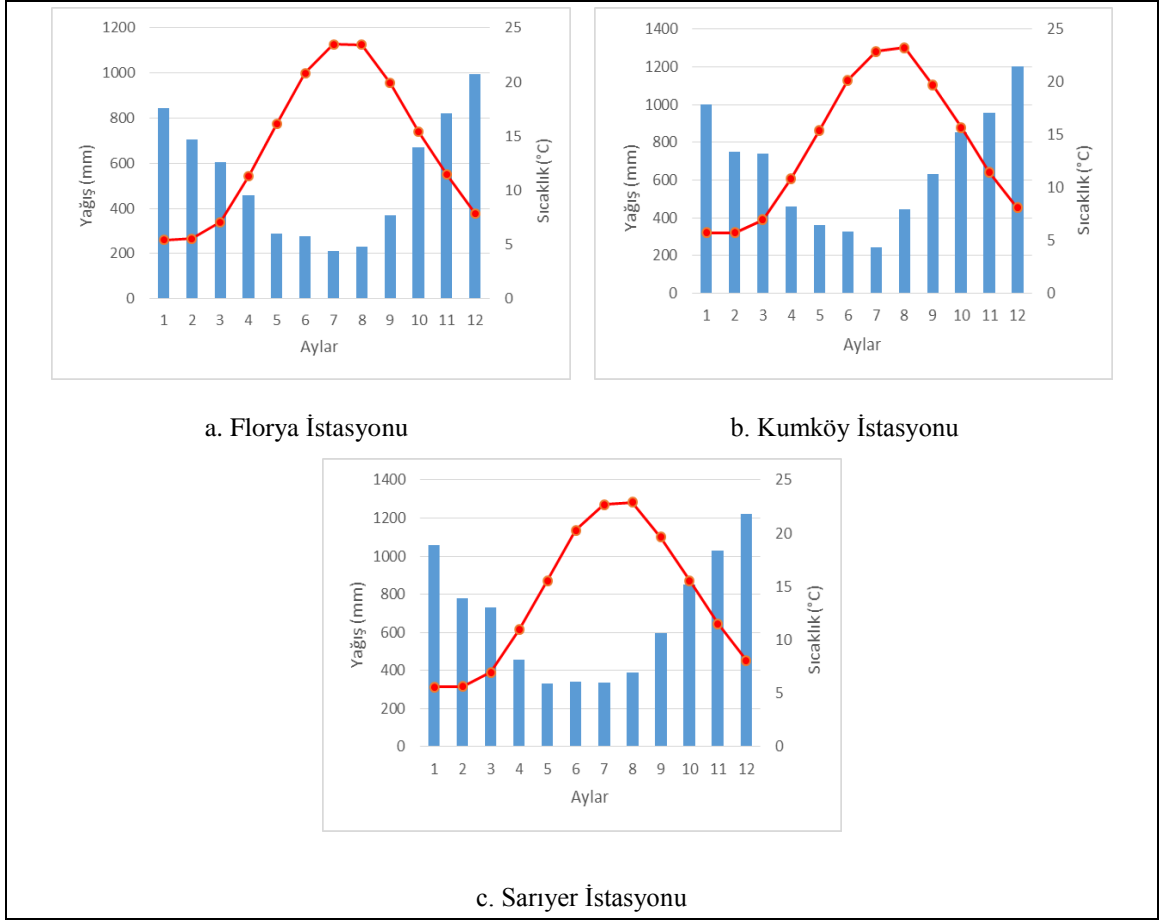 1200
1000
800
600
400
200
0
25
20
15
10
5
0
1 2 3 4 5 6 7 8 9 10 11 12
Yağış (mm)
Sıcaklık (°C)
Aylar
a. Florya İstasyonu
1400
1200
1000
800
600
400
200
0
25
20
15
10
5
0
1 2 3 4 5 6 7 8 9 10 11 12
Yağış (mm)
Sıcaklık (°C)
Aylar
b. Kumköy İstasyonu
1400
1200
1000
800
600
400
200
0
25
20
15
10
5
0
1 2 3 4 5 6 7 8 9 10 11 12
Yağış (mm)
Sıcaklık (°C)
Aylar
c. Sarıyer İstasyonu